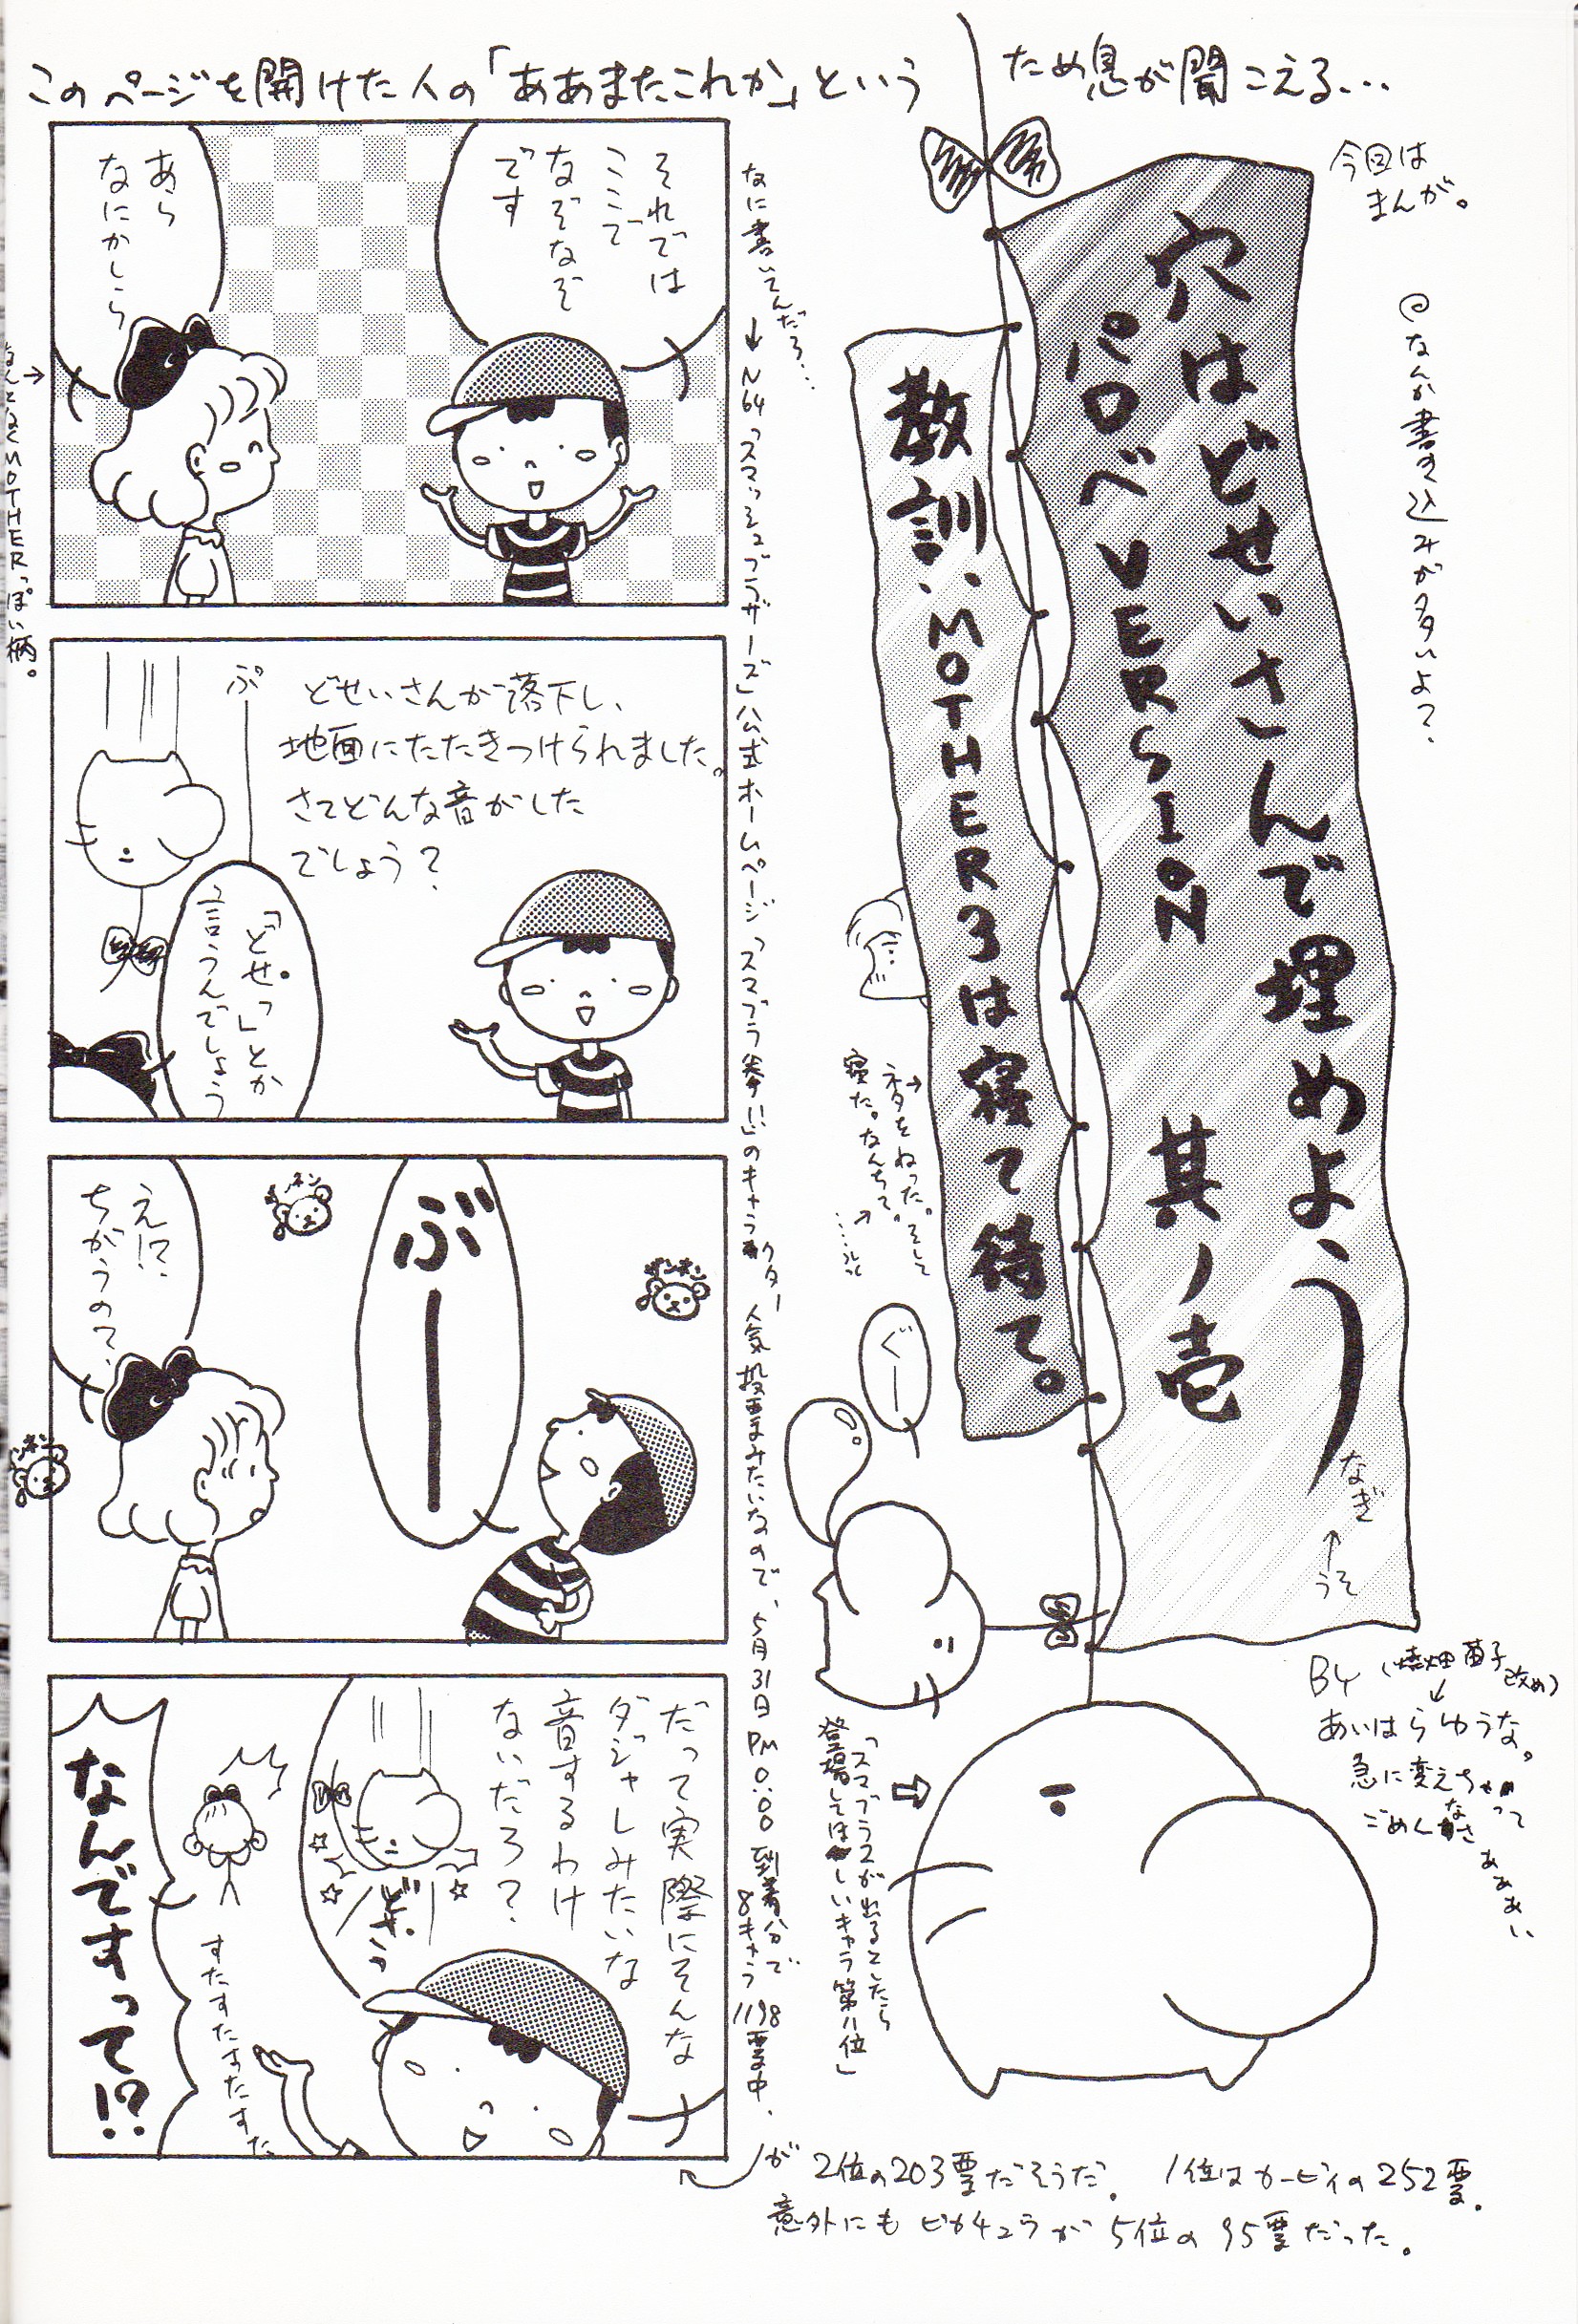 このページを開けた人の「ああまたこれか」という
ため息が聞こえる…
今回は
まんが。
@なんか書き込みが多いよ?
穴はどせいさんで埋めよう
パロべVERSION 其ノ壱
教訓、MOTHER3は寝て待て。
なぎ
↑
うそ
BY(焼畑苗子改め)
↓
あいはらゆうな。
急に変えちゃって
ごめんなさ
ああああい
ネタをねった。そして
寝た。なんちて。
ぐー
「スマブラ2が出るとしたら
登場してほしいキャラ第八位」
なに書いてんだろ…
↓N64「スマッシュブラザーズ」公式ホームページ「スマブラ拳!!」のキャラクター人気投票みたいなので、5月31日PM0:00到着分で
8キャラ1198票中、
が2位の203票だそうだ。1位はカービィの252票。
意外にもピカチュウが5位の95票だった。
それでは
ここで
なぞなぞ
です
あら
なにかしら
なんとなくMOTHERっぽい柄。
どせいさんが落下し、
地面にたたきつけられました。
さてどんな音がした
でしょう?
ぷ
「どせっ」とか
言うんでしょう
ぶー
え!?
ちがうの?
ザンネン
ザンネン
ザンネン
だって実際にそんな
ダジャレみたいな
音するわけ
ないだろ?
どさっ
すたすたすたすたすた
なんですって!?